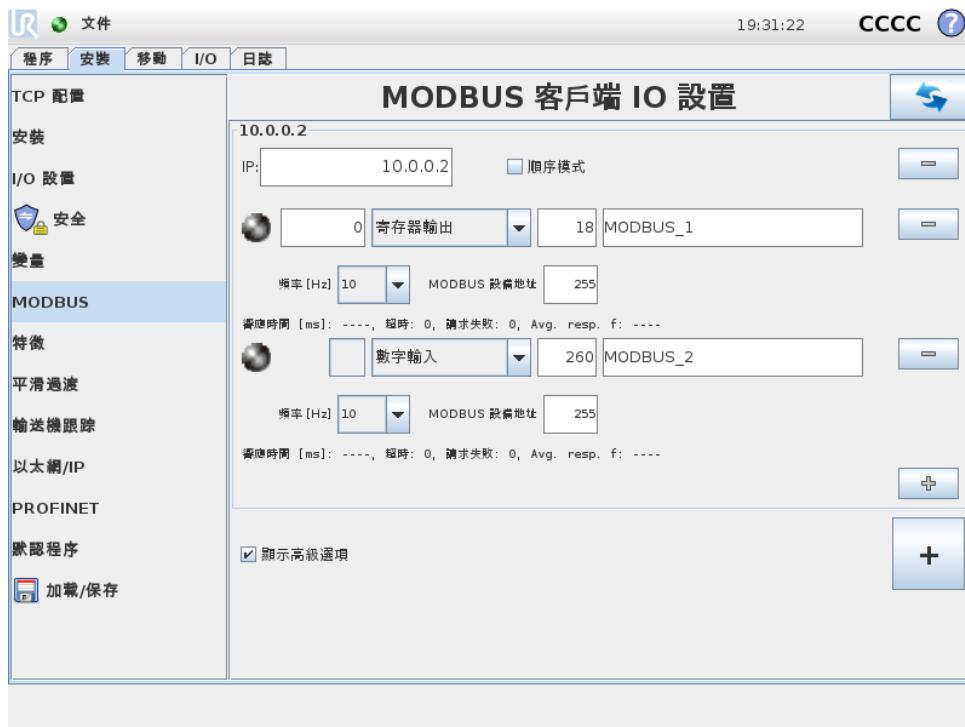 UR 文件 19:31:22 CCCC ?
程序 安裝 移動 I/O 日誌
TCP 配置
安裝
I/O 設置
安全
變量
MODBUS
特徵
平滑過渡
輸送機跟踪
以太網/IP
PROFINET
默認程序
加載/保存
MODBUS 客戶端 IO 設置
10.0.0.2
IP: 10.0.0.2 順序模式
0 寄存器輸出 18 MODBUS_1
頻率 [Hz] 10 MODBUS 設備地址 255
響應時間 [ms]: ----, 超時: 0, 請求失敗: 0, Avg. resp. f: ----
數字輸入 260 MODBUS_2
頻率 [Hz] 10 MODBUS 設備地址 255
響應時間 [ms]: ----, 超時: 0, 請求失敗: 0, Avg. resp. f: ----
顯示高級選項